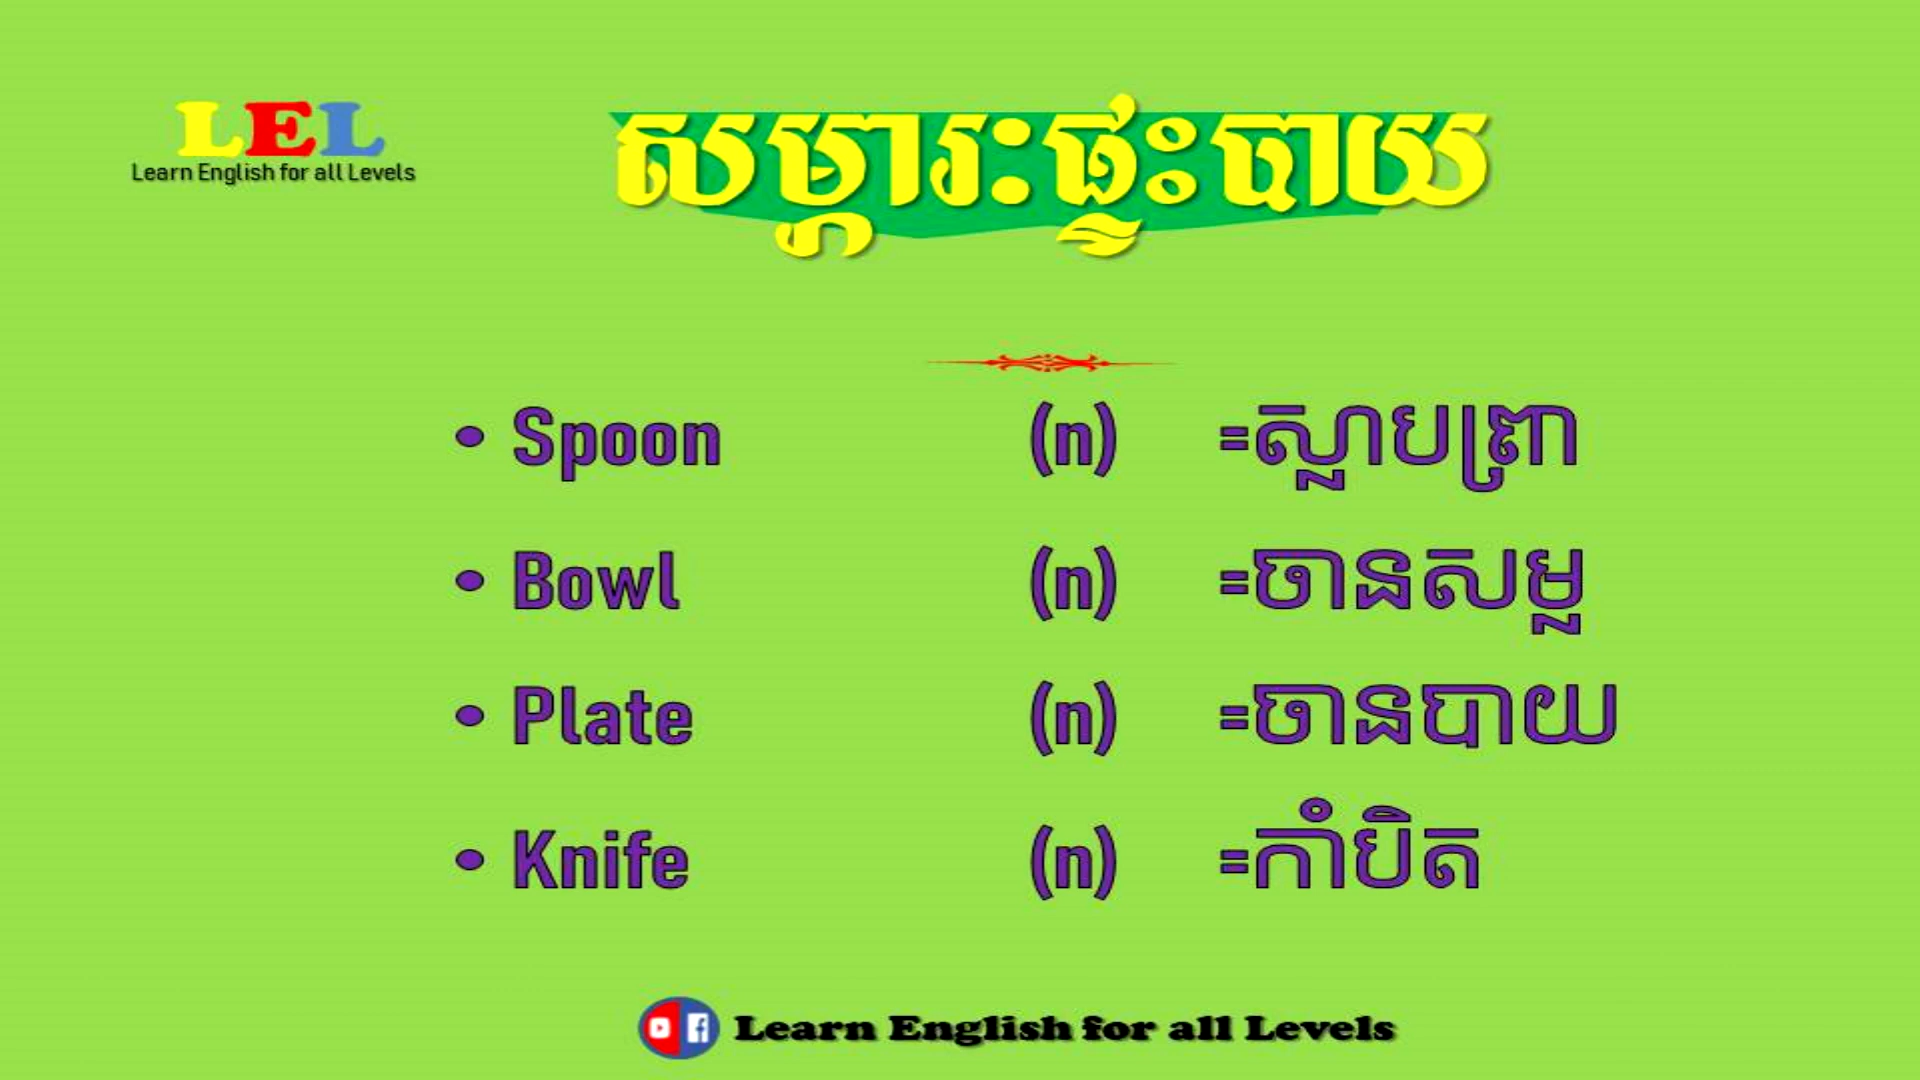 LEL
Learn English for all Levels
សម្ភារៈផ្ទះបាយ
• Spoon (n) =ស្លាបព្រា
• Bowl (n) =ចានសម្ល
• Plate (n) =ចានបាយ
• Knife (n) =កាំបិត
Learn English for all Levels